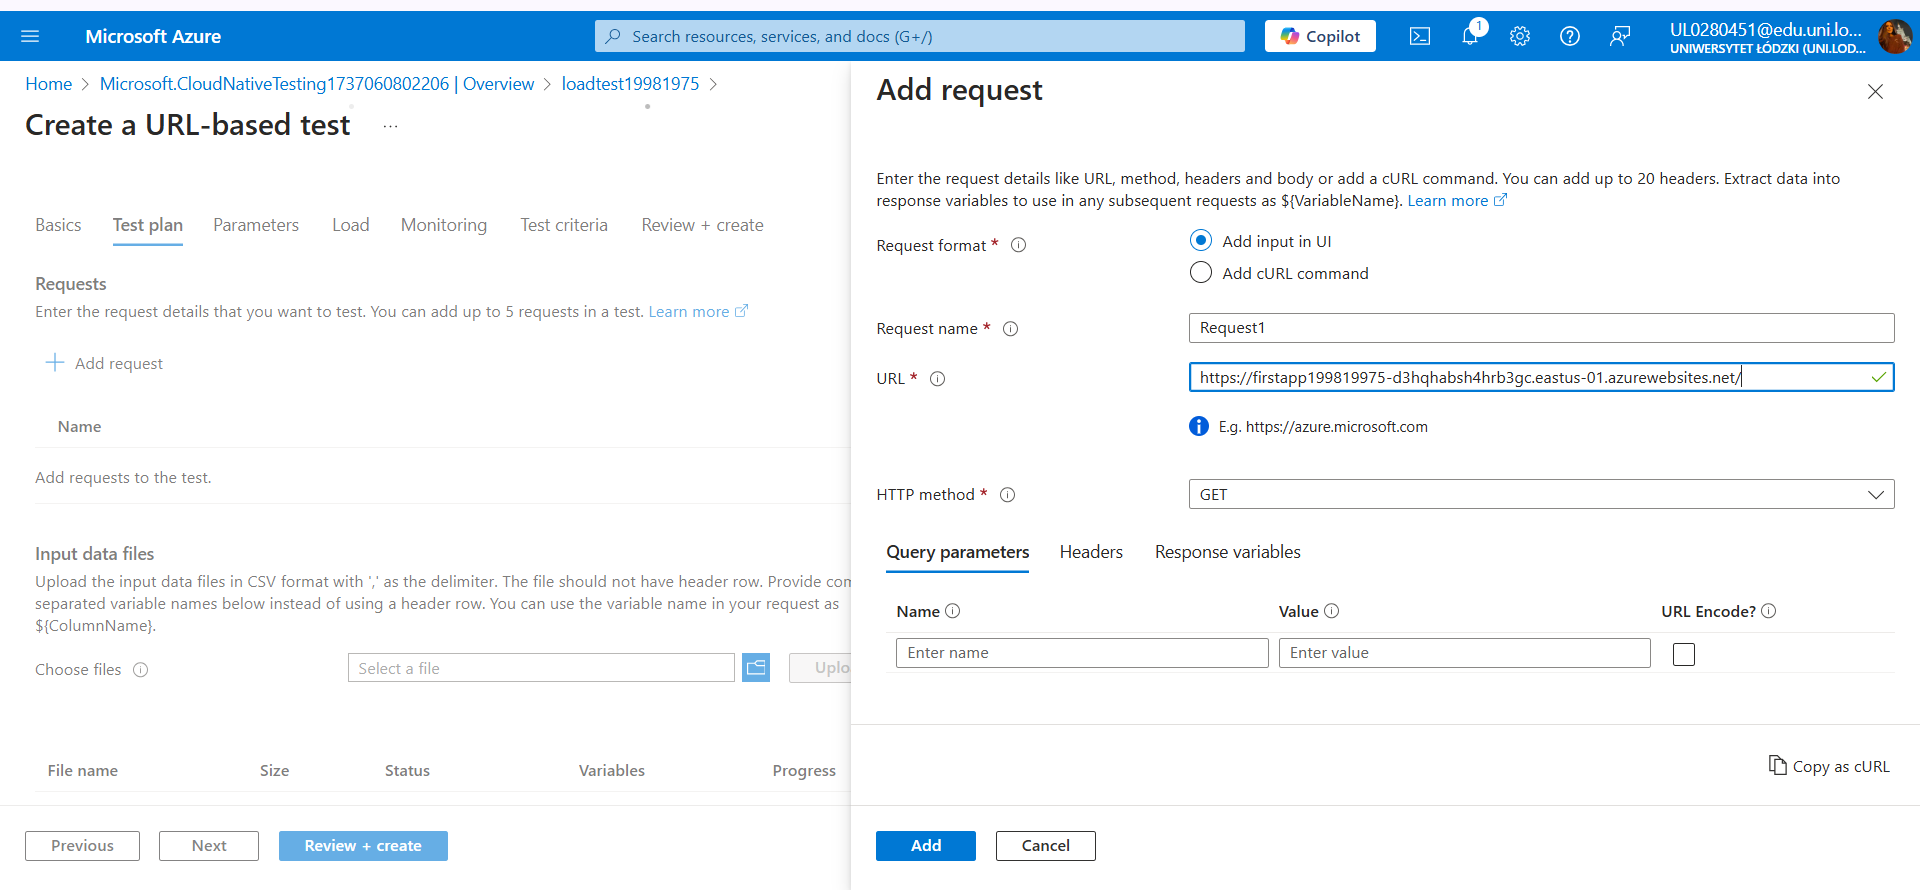 Microsoft Azure
Search resources, services, and docs (G+/)
Copilot
1
UL0280451@edu.uni.lo...
UNIWERSYTET ŁÓDZKI (UNI.LOD...
Home > Microsoft.CloudNativeTesting1737060802206 | Overview > loadtest19981975 >
Create a URL-based test ...
Basics Test plan Parameters Load Monitoring Test criteria Review + create
Requests
Enter the request details that you want to test. You can add up to 5 requests in a test. Learn more
Add request
Name
Add requests to the test.
Input data files
Upload the input data files in CSV format with ',' as the delimiter. The file should not have header row. Provide com
separated variable names below instead of using a header row. You can use the variable name in your request as
${ColumnName}.
Choose files
Select a file
Uplo
File name Size Status Variables Progress
Previous
Next
Review + create
Add request
Enter the request details like URL, method, headers and body or add a cURL command. You can add up to 20 headers. Extract data into
response variables to use in any subsequent requests as ${VariableName}. Learn more
Request format *
Add input in UI
Add cURL command
Request name *
Request1
URL *
https://firstapp199819975-d3hqhabsh4hrb3gc.eastus-01.azurewebsites.net/
E.g. https://azure.microsoft.com
HTTP method *
GET
Query parameters Headers Response variables
Name Value URL Encode?
Enter name Enter value
Copy as cURL
Add
Cancel